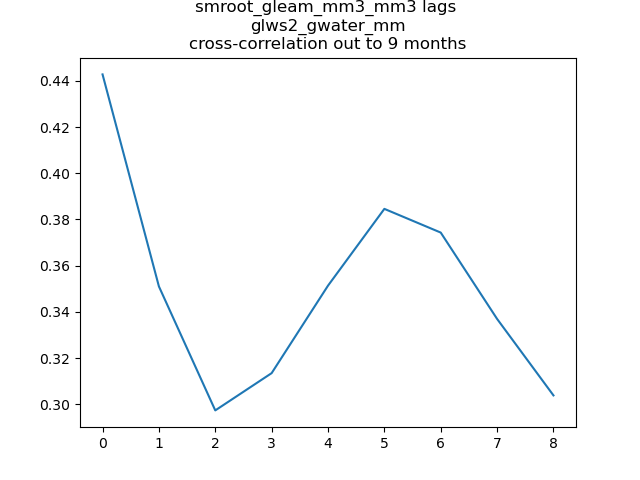 smroot_gleam_mm3_mm3 lags
glws2_gwater_mm
cross-correlation out to 9 months
0.44
0.42
0.40
0.38
0.36
0.34
0.32
0.30
0 1 2 3 4 5 6 7 8